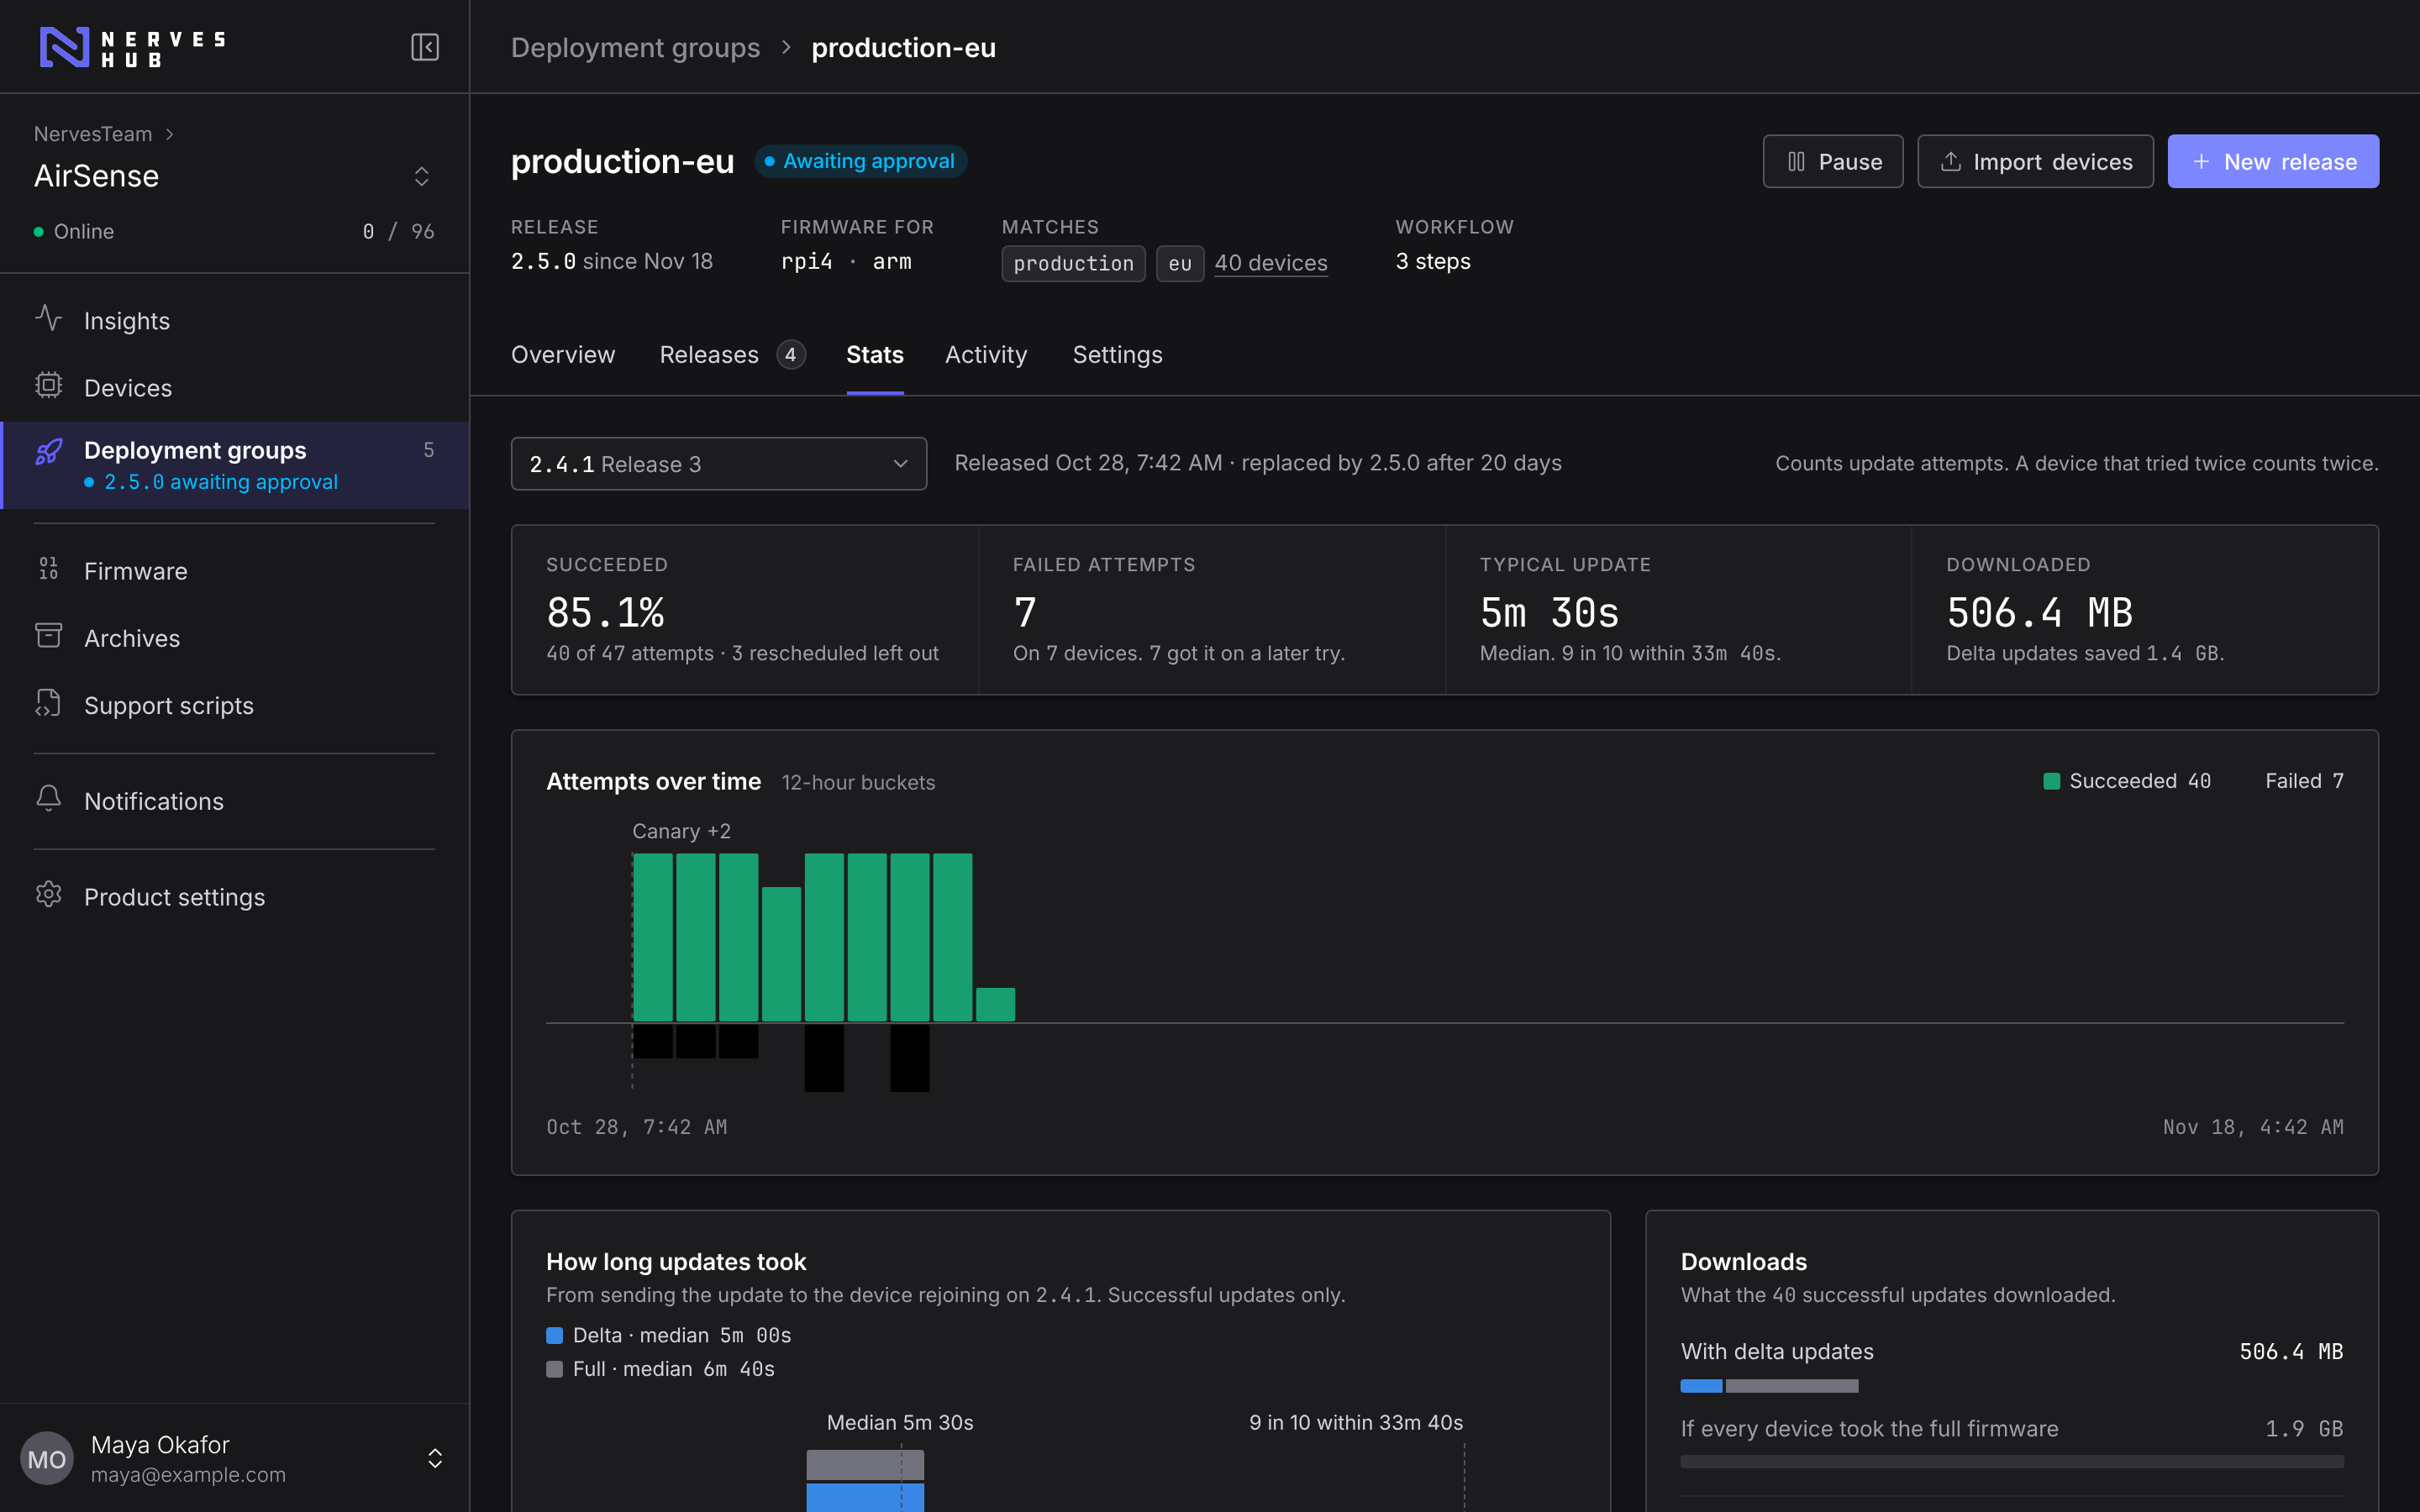 NERVES
HUB
Deployment groups > production-eu
NervesTeam >
AirSense
Online 0 / 96
Insights
Devices
Deployment groups 5
2.5.0 awaiting approval
Firmware
Archives
Support scripts
Notifications
Product settings
MO
Maya Okafor
maya@example.com
production-eu Awaiting approval
Pause
Import devices
+ New release
RELEASE
2.5.0 since Nov 18
FIRMWARE FOR
rpi4 · arm
MATCHES
production eu 40 devices
WORKFLOW
3 steps
Overview Releases 4 Stats Activity Settings
2.4.1 Release 3
Released Oct 28, 7:42 AM · replaced by 2.5.0 after 20 days
Counts update attempts. A device that tried twice counts twice.
SUCCEEDED
85.1%
40 of 47 attempts · 3 rescheduled left out
FAILED ATTEMPTS
7
On 7 devices. 7 got it on a later try.
TYPICAL UPDATE
5m 30s
Median. 9 in 10 within 33m 40s.
DOWNLOADED
506.4 MB
Delta updates saved 1.4 GB.
Attempts over time 12-hour buckets
Succeeded 40 Failed 7
Canary +2
Oct 28, 7:42 AM
Nov 18, 4:42 AM
How long updates took
From sending the update to the device rejoining on 2.4.1. Successful updates only.
Delta · median 5m 00s
Full · median 6m 40s
Median 5m 30s
9 in 10 within 33m 40s
Downloads
What the 40 successful updates downloaded.
With delta updates 506.4 MB
If every device took the full firmware 1.9 GB